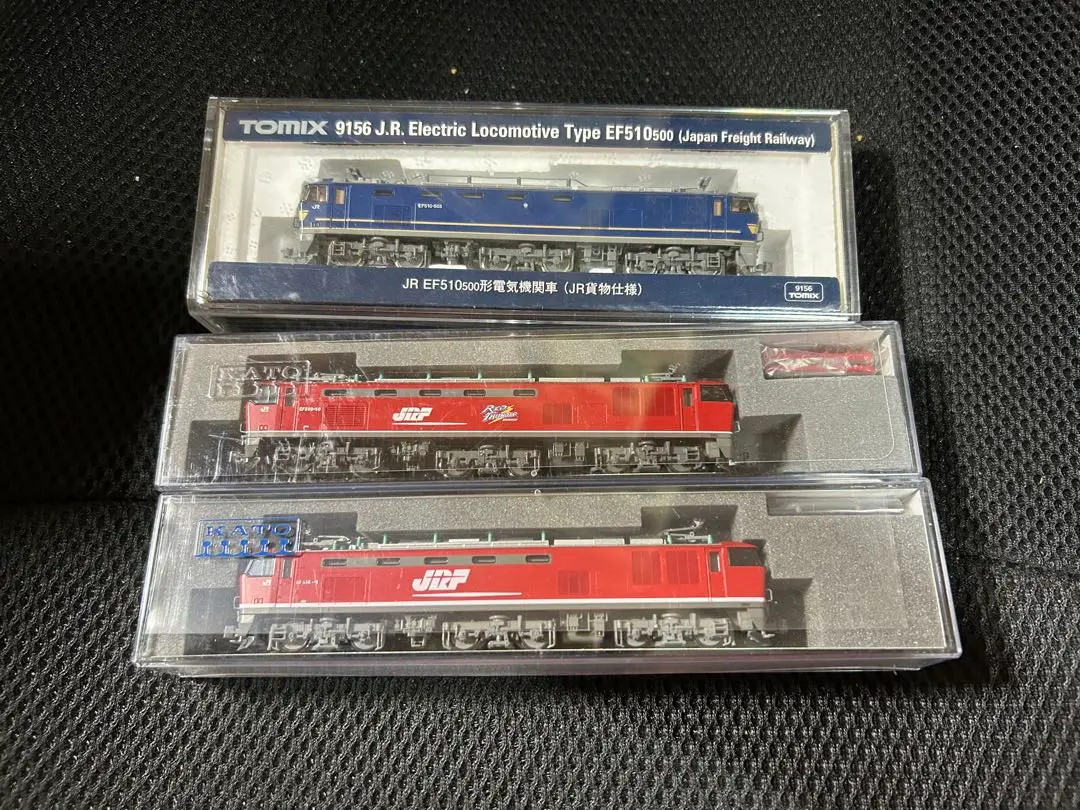 TOMIX 9156 J.R. Electric Locomotive Type EF510500 (Japan Freight Railway)
JR
EF510-503
JR EF510500形電気機関車 (JR貨物仕様)
9156
TOMIX
KATO
JRF
RED THUNDER
KATO
JRF